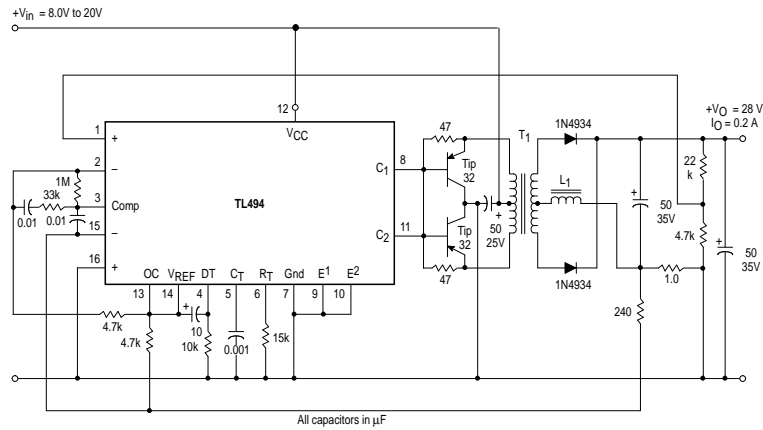 +Vin = 8.0V to 20V
+VO = 28 V
IO = 0.2 A
12
VCC
1
+
2
–
3
Comp
15
–
16
+
TL494
C1
8
C2
11
OC
VREF
DT
CT
RT
Gnd
E1
E2
13
14
4
5
6
7
9
10
1M
33k
0.01
0.01
4.7k
4.7k
+
10
10k
0.001
15k
47
Tip
32
Tip
32
47
+
50
25V
T1
1N4934
L1
1N4934
+
50
35V
22
k
4.7k
1.0
+
50
35V
240
All capacitors in µF